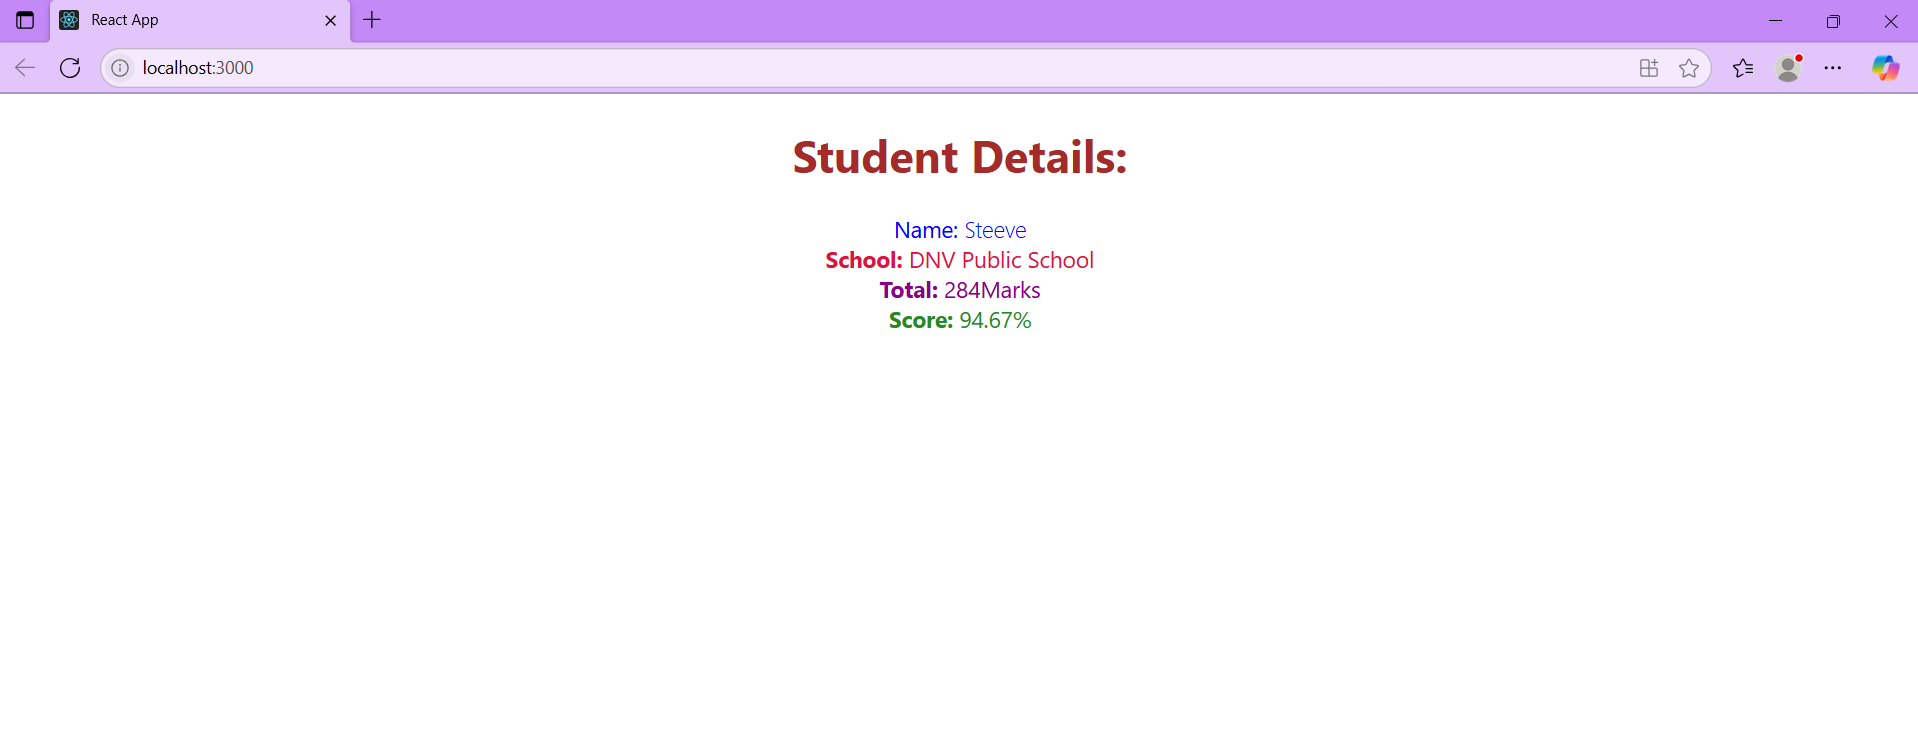 React App
localhost:3000
Student Details:
Name: Steeve
School: DNV Public School
Total: 284Marks
Score: 94.67%